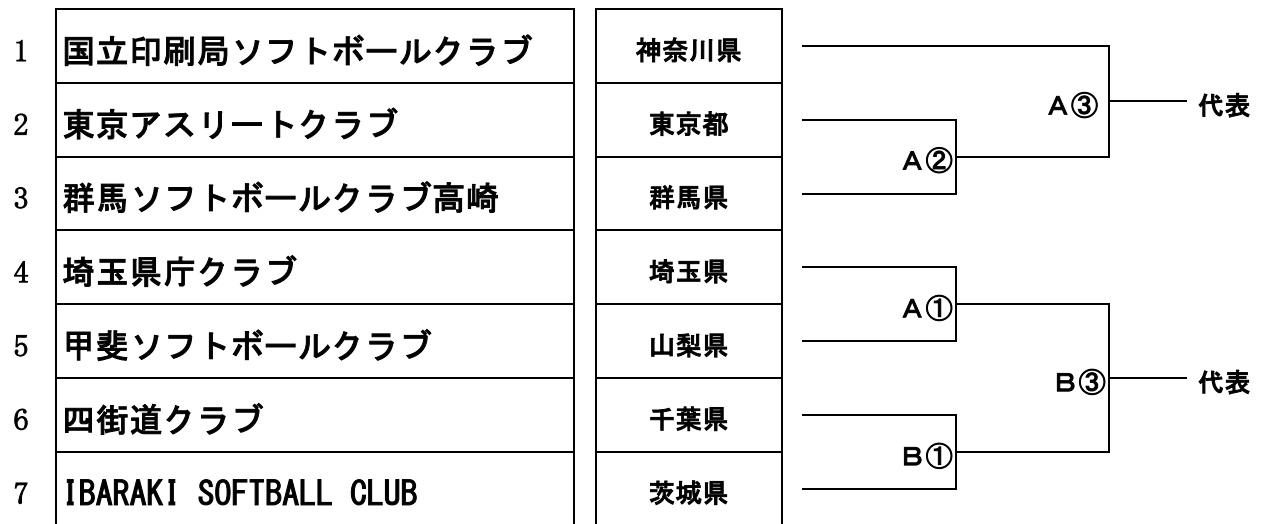 1 国立印刷局ソフトボールクラブ 神奈川県
2 東京アスリートクラブ 東京都
3 群馬ソフトボールクラブ高崎 群馬県
4 埼玉県庁クラブ 埼玉県
5 甲斐ソフトボールクラブ 山梨県
6 四街道クラブ 千葉県
7 IBARAKI SOFTBALL CLUB 茨城県
A③ 代表
A②
A①
B③ 代表
B①